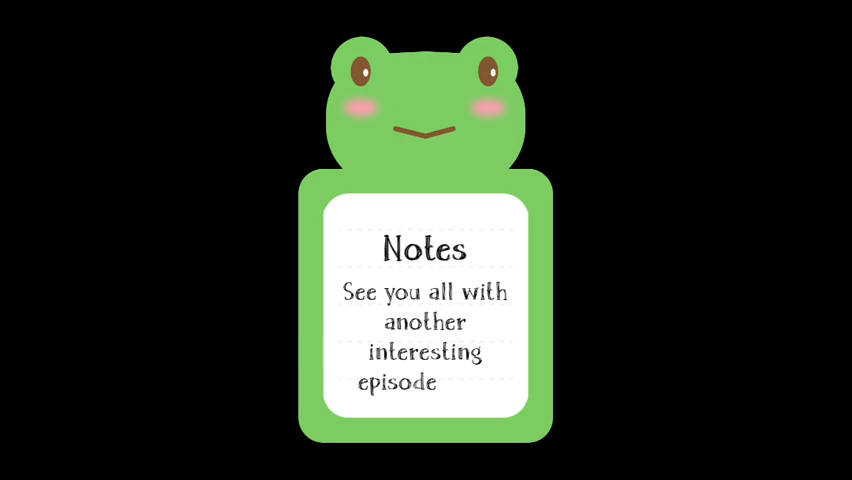 Notes
See you all with
another
interesting
episode